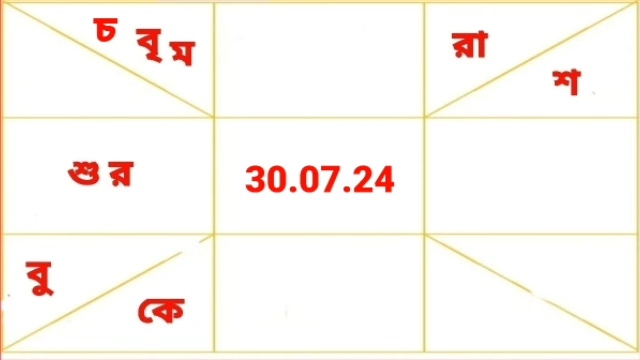 চ বৃ ম
রা
শ
শু র
30.07.24
বু
কে